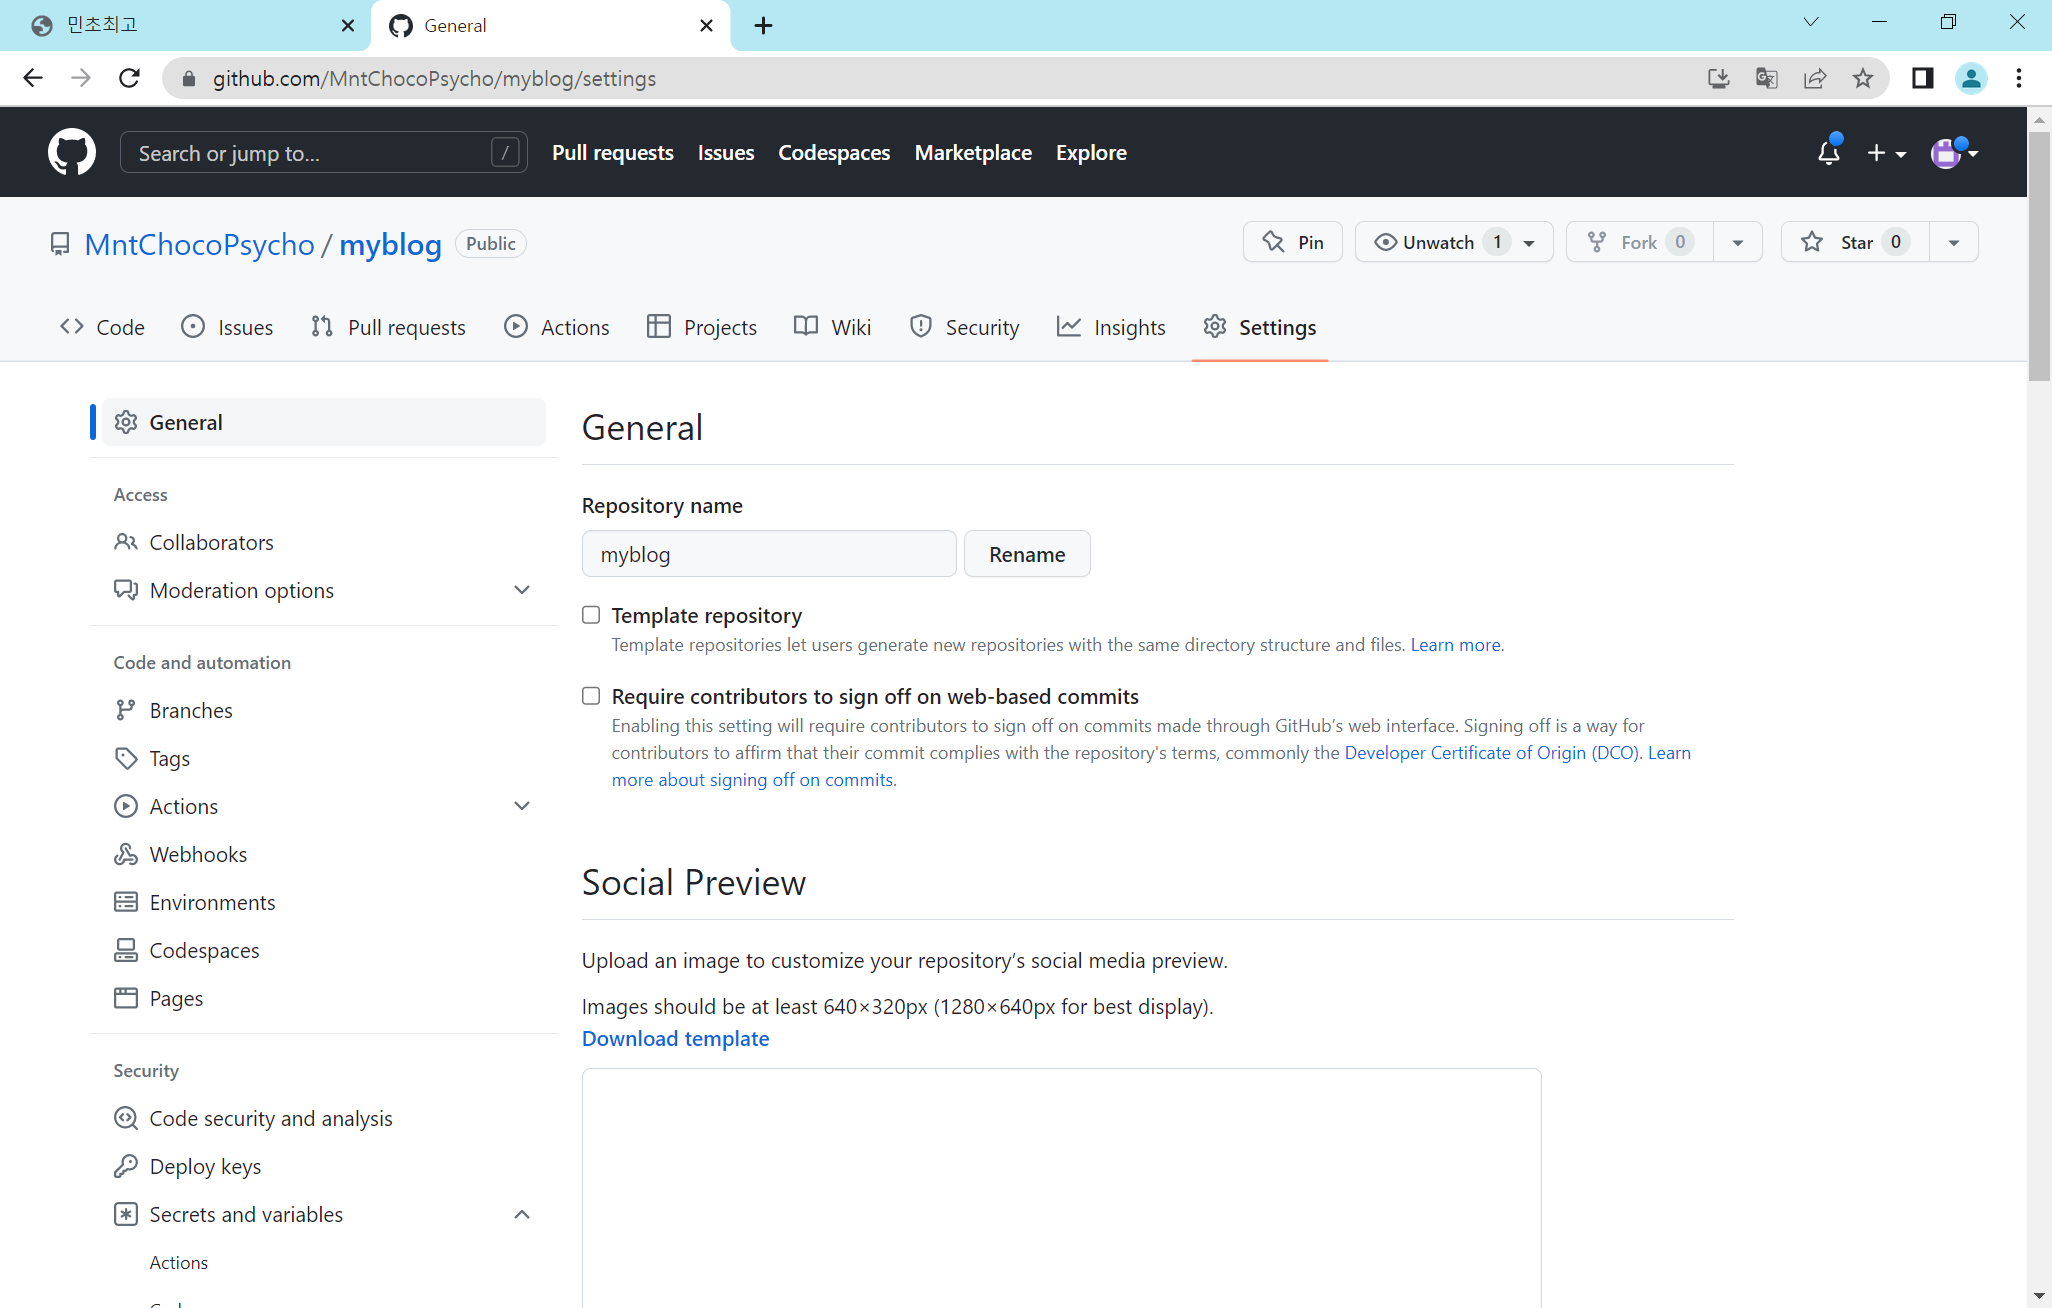 민초최고
General
github.com/MntChocoPsycho/myblog/settings
Search or jump to...
/
Pull requests
Issues
Codespaces
Marketplace
Explore
MntChocoPsycho / myblog
Public
Pin
Unwatch 1
Fork 0
Star 0
Code
Issues
Pull requests
Actions
Projects
Wiki
Security
Insights
Settings
General
Access
Collaborators
Moderation options
Code and automation
Branches
Tags
Actions
Webhooks
Environments
Codespaces
Pages
Security
Code security and analysis
Deploy keys
Secrets and variables
Actions
General
Repository name
myblog
Rename
Template repository
Template repositories let users generate new repositories with the same directory structure and files. Learn more.
Require contributors to sign off on web-based commits
Enabling this setting will require contributors to sign off on commits made through GitHub’s web interface. Signing off is a way for
contributors to affirm that their commit complies with the repository's terms, commonly the Developer Certificate of Origin (DCO). Learn
more about signing off on commits.
Social Preview
Upload an image to customize your repository’s social media preview.
Images should be at least 640×320px (1280×640px for best display).
Download template